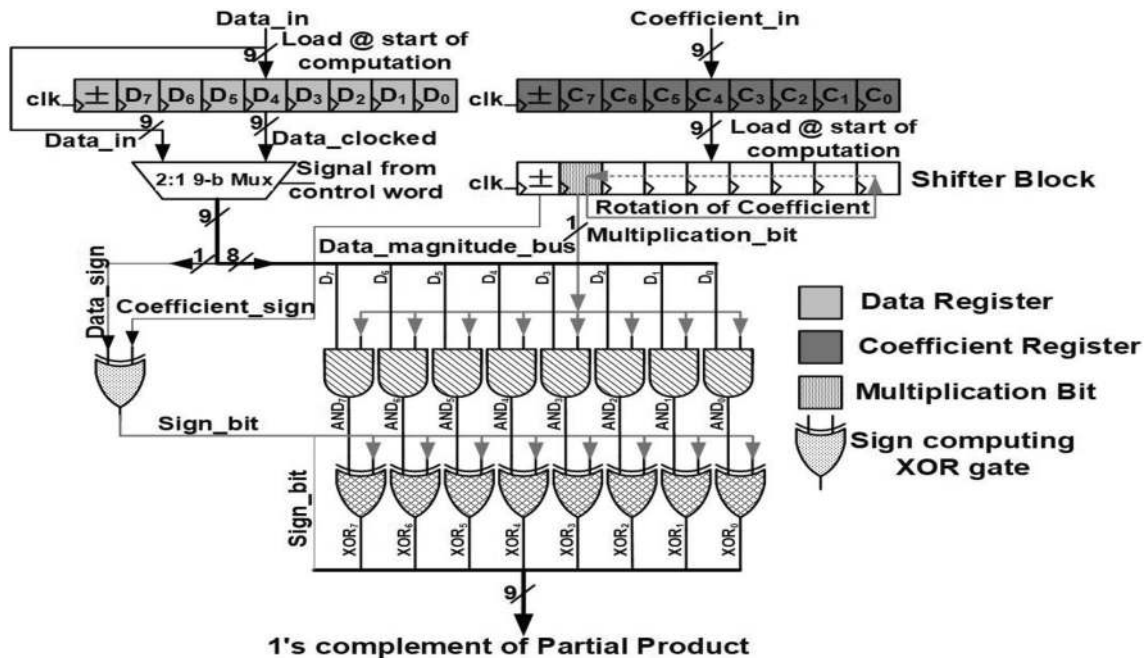 Data_in
Coefficient_in
9 Load @ start of computation
9
clk ± D7 D6 D5 D4 D3 D2 D1 D0
clk ± C7 C6 C5 C4 C3 C2 C1 C0
Data_in 9
9 Data_clocked
9 Load @ start of computation
2:1 9-b Mux
Signal from control word
clk ±
Shifter Block
Rotation of Coefficient
9
1 Multiplication_bit
1 8 Data_magnitude_bus
Data_sign
Coefficient_sign
D7 D6 D5 D4 D3 D2 D1 D0
Data Register
Coefficient Register
Multiplication Bit
Sign computing XOR gate
AND7 AND6 AND5 AND4 AND3 AND2 AND1 AND0
Sign_bit
Sign_bit
XOR7 XOR6 XOR5 XOR4 XOR3 XOR2 XOR1 XOR0
9
1's complement of Partial Product